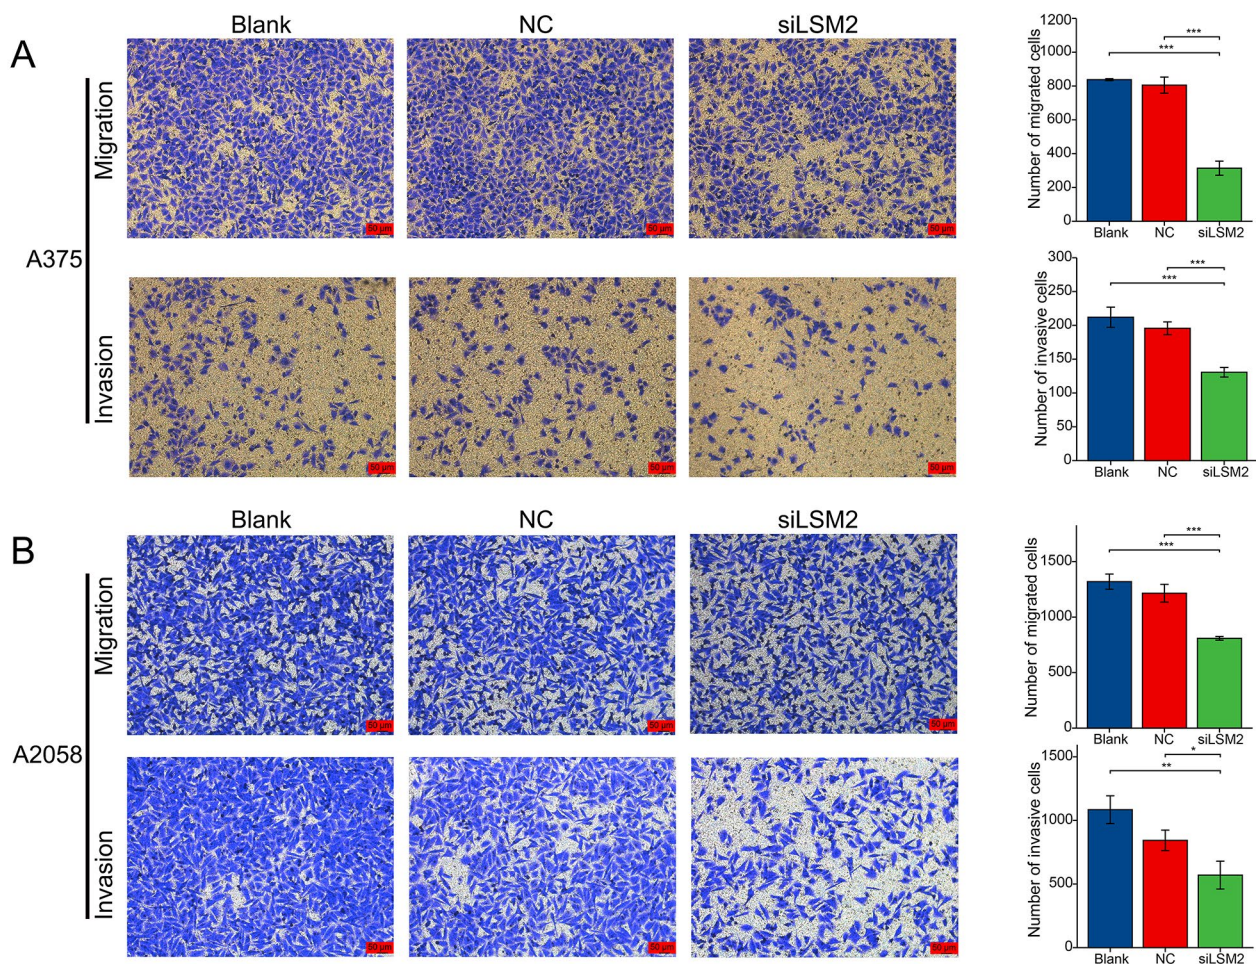 A
Blank
NC
siLSM2
A375
Migration
50 μm
50 μm
50 μm
Number of migrated cells
1200
1000
800
600
400
200
0
***
***
Blank
NC
siLSM2
Invasion
50 μm
50 μm
50 μm
Number of invasive cells
300
250
200
150
100
50
0
***
***
Blank
NC
siLSM2
B
Blank
NC
siLSM2
A2058
Migration
50 μm
50 μm
50 μm
Number of migrated cells
1500
1000
500
0
***
***
Blank
NC
siLSM2
Invasion
50 μm
50 μm
50 μm
Number of invasive cells
1500
1000
500
0
*
**
Blank
NC
siLSM2